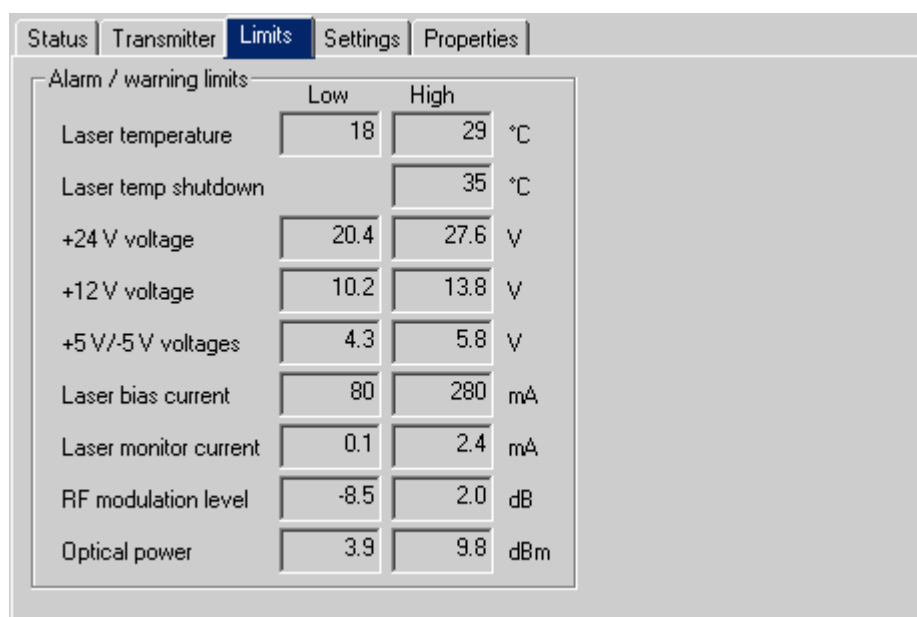 Status Transmitter Limits Settings Properties
Alarm / warning limits
Low High
Laser temperature 18 29 °C
Laser temp shutdown 35 °C
+24 V voltage 20.4 27.6 V
+12 V voltage 10.2 13.8 V
+5 V/-5 V voltages 4.3 5.8 V
Laser bias current 80 280 mA
Laser monitor current 0.1 2.4 mA
RF modulation level -8.5 2.0 dB
Optical power 3.9 9.8 dBm